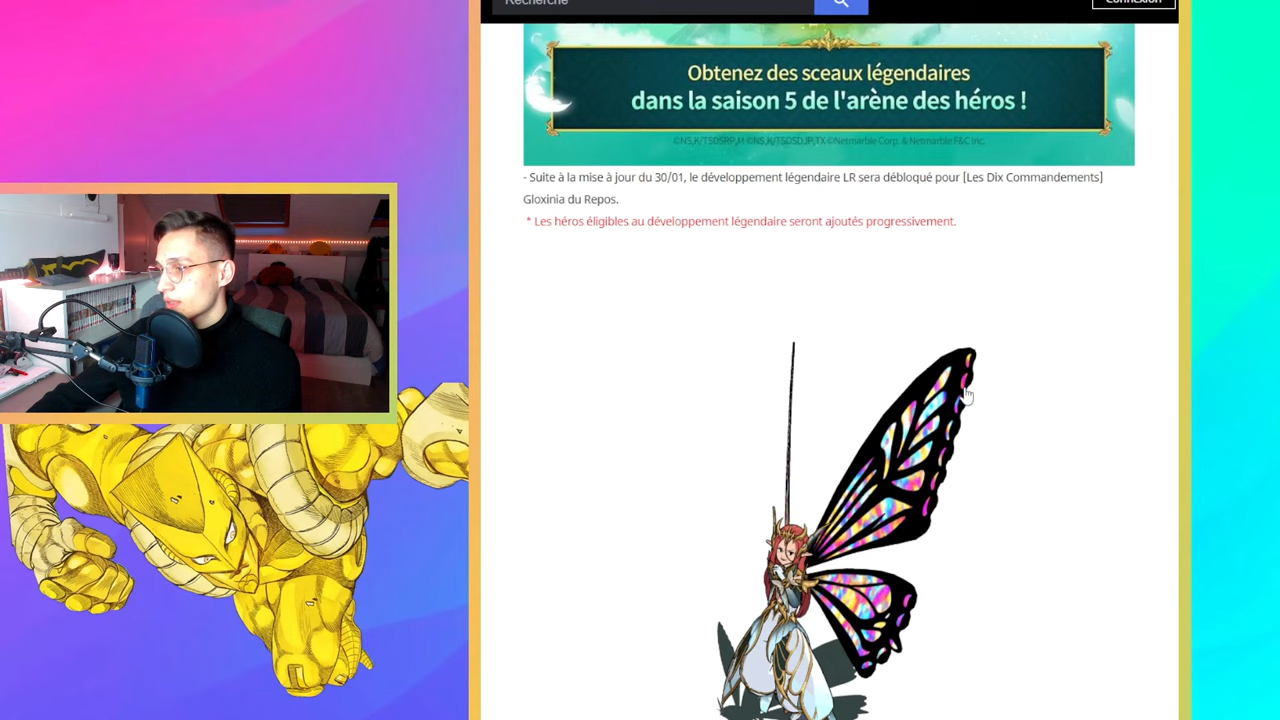 Recherche
Connexion
Obtenez des sceaux légendaires
dans la saison 5 de l'arène des héros !
©NS,K/TSDSRP,M ©NS,K/TSDSD,JP,TX ©Netmarble Corp. & Netmarble F&C Inc.
- Suite à la mise à jour du 30/01, le développement légendaire LR sera débloqué pour [Les Dix Commandements]
Gloxinia du Repos.
* Les héros éligibles au développement légendaire seront ajoutés progressivement.